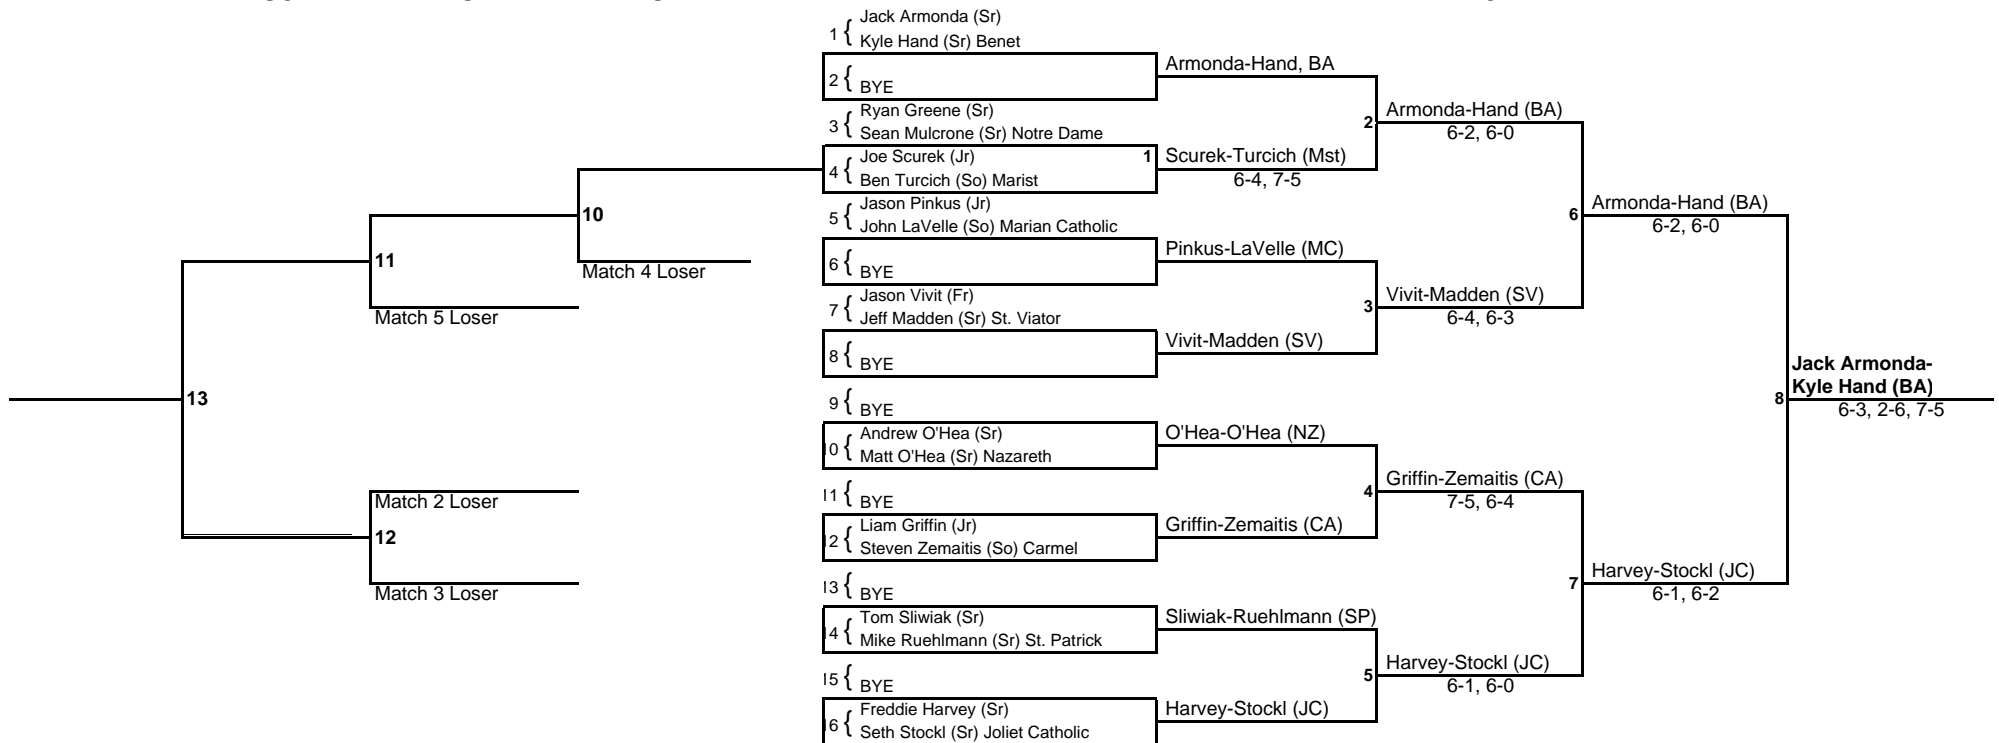 1 { Jack Armonda (Sr)
Kyle Hand (Sr) Benet
2 { BYE
3 { Ryan Greene (Sr)
Sean Mulcrone (Sr) Notre Dame
4 { Joe Scurek (Jr)
Ben Turcich (So) Marist
5 { Jason Pinkus (Jr)
John LaVelle (So) Marian Catholic
6 { BYE
7 { Jason Vivit (Fr)
Jeff Madden (Sr) St. Viator
8 { BYE
9 { BYE
10 { Andrew O'Hea (Sr)
Matt O'Hea (Sr) Nazareth
11 { BYE
12 { Liam Griffin (Jr)
Steven Zemaitis (So) Carmel
13 { BYE
14 { Tom Sliwiak (Sr)
Mike Ruehlmann (Sr) St. Patrick
15 { BYE
16 { Freddie Harvey (Sr)
Seth Stockl (Sr) Joliet Catholic
Armonda-Hand, BA
1
Scurek-Turcich (Mst)
6-4, 7-5
Pinkus-LaVelle (MC)
Vivit-Madden (SV)
O'Hea-O'Hea (NZ)
Griffin-Zemaitis (CA)
Sliwiak-Ruehlmann (SP)
Harvey-Stockl (JC)
2
Armonda-Hand (BA)
6-2, 6-0
3
Vivit-Madden (SV)
6-4, 6-3
4
Griffin-Zemaitis (CA)
7-5, 6-4
5
Harvey-Stockl (JC)
6-1, 6-0
6
Armonda-Hand (BA)
6-2, 6-0
7
Harvey-Stockl (JC)
6-1, 6-2
8
Jack Armonda-
Kyle Hand (BA)
6-3, 2-6, 7-5
10
Match 4 Loser
11
Match 5 Loser
13
Match 2 Loser
12
Match 3 Loser